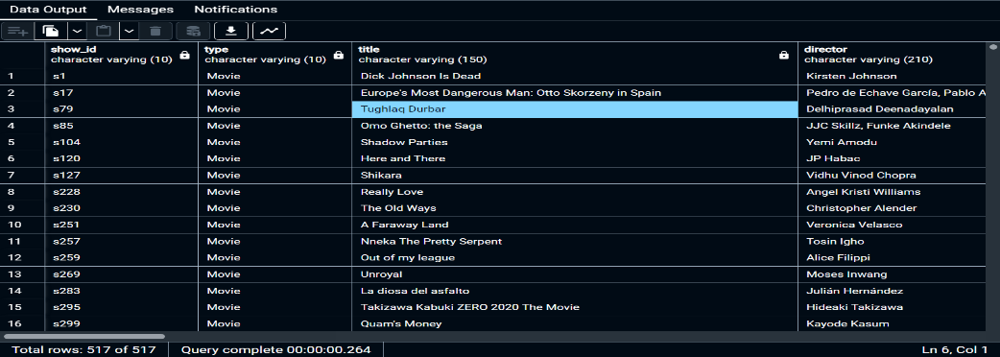 Data Output Messages Notifications
show_id type title director
character varying (10) character varying (10) character varying (150) character varying (210)
1 s1 Movie Dick Johnson Is Dead Kirsten Johnson
2 s17 Movie Europe's Most Dangerous Man: Otto Skorzeny in Spain Pedro de Echave García, Pablo A
3 s79 Movie Tughlaq Durbar Delhiprasad Deenadayalan
4 s85 Movie Omo Ghetto: the Saga JJC Skillz, Funke Akindele
5 s104 Movie Shadow Parties Yemi Amodu
6 s120 Movie Here and There JP Habac
7 s127 Movie Shikara Vidhu Vinod Chopra
8 s228 Movie Really Love Angel Kristi Williams
9 s230 Movie The Old Ways Christopher Alender
10 s251 Movie A Faraway Land Veronica Velasco
11 s257 Movie Nneka The Pretty Serpent Tosin Igho
12 s259 Movie Out of my league Alice Filippi
13 s269 Movie Unroyal Moses Inwang
14 s283 Movie La diosa del asfalto Julián Hernández
15 s295 Movie Takizawa Kabuki ZERO 2020 The Movie Hideaki Takizawa
16 s299 Movie Quam's Money Kayode Kasum
Total rows: 517 of 517 Query complete 00:00:00.264 Ln 6, Col 1